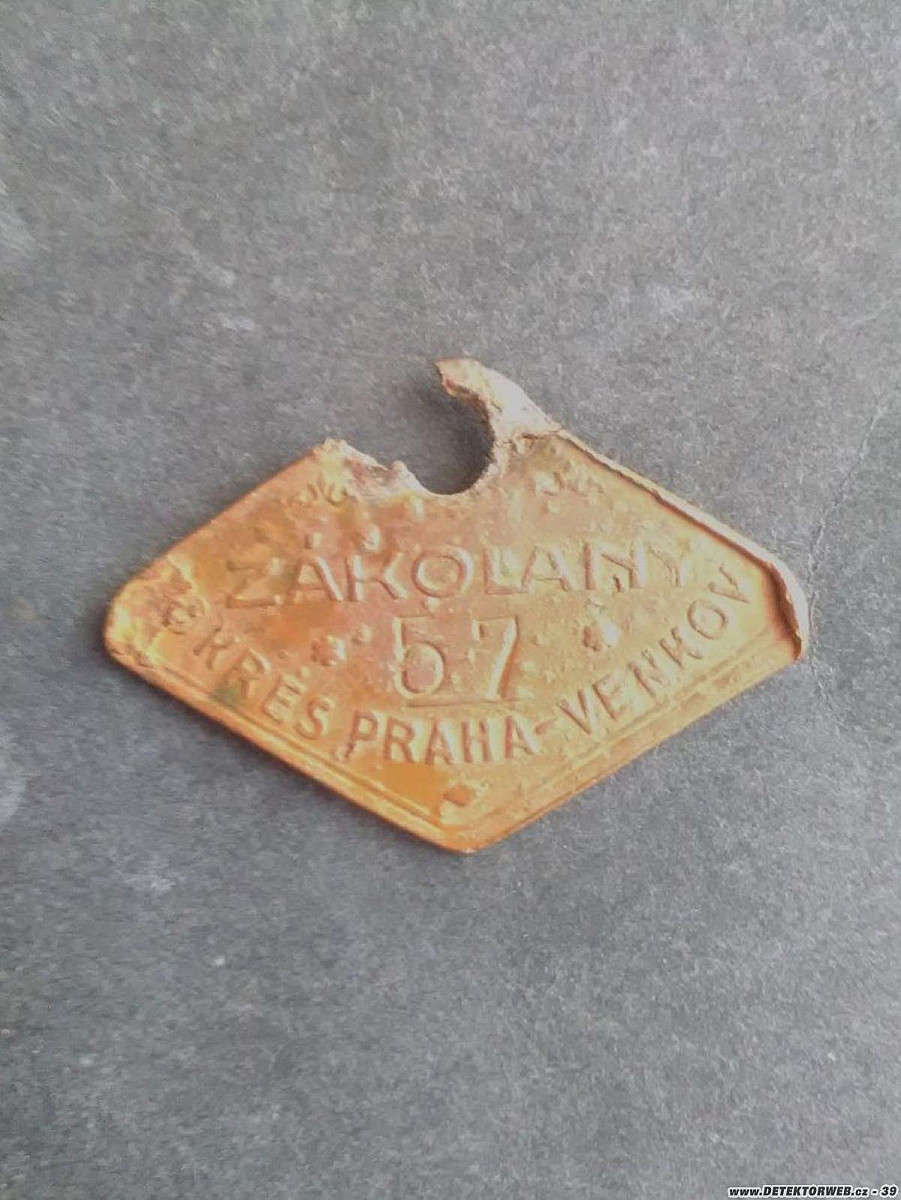 ZÁKOLANY
57
OKRES PRAHA-VENKOV
www.DETEKTORWEB.cz - 39